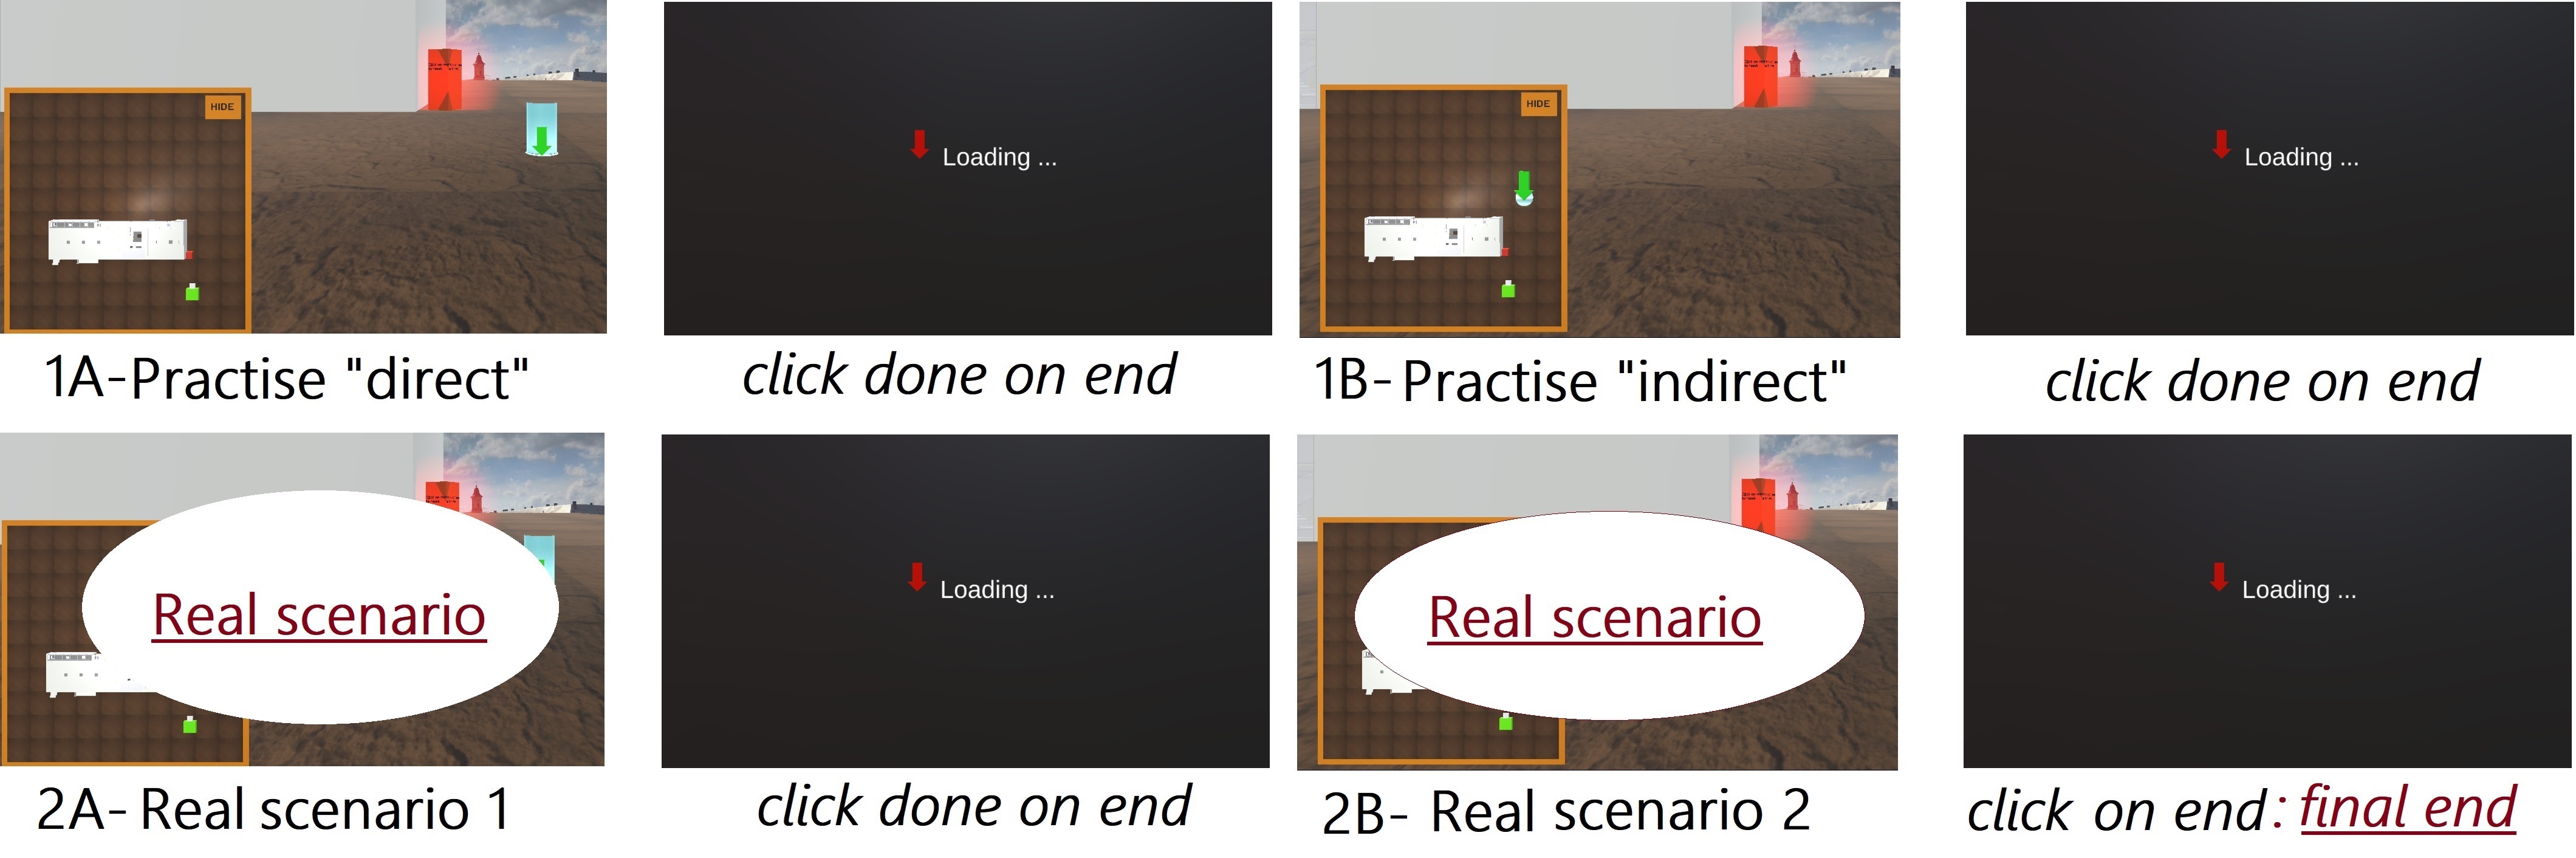 HIDE
Loading ...
HIDE
Loading ...
1A-Practise "direct"
click done on end
1B- Practise "indirect"
click done on end
Real scenario
Loading ...
Real scenario
Loading ...
2A- Real scenario 1
click done on end
2B- Real scenario 2
click on end: final end